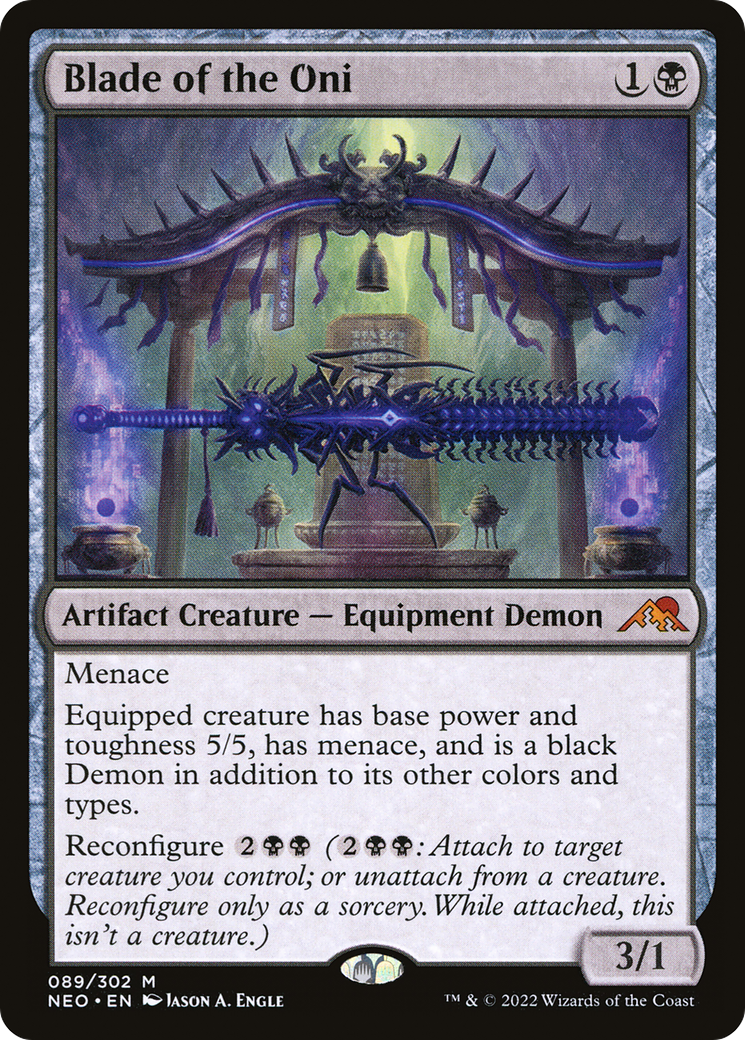 Blade of the Oni 1
Artifact Creature — Equipment Demon
Menace
Equipped creature has base power and
toughness 5/5, has menace, and is a black
Demon in addition to its other colors and
types.
Reconfigure 2 (2: Attach to target
creature you control; or unattach from a creature.
Reconfigure only as a sorcery. While attached, this
isn't a creature.)
3/1
089/302 M
NEO • EN Jason A. Engle
™ & © 2022 Wizards of the Coast